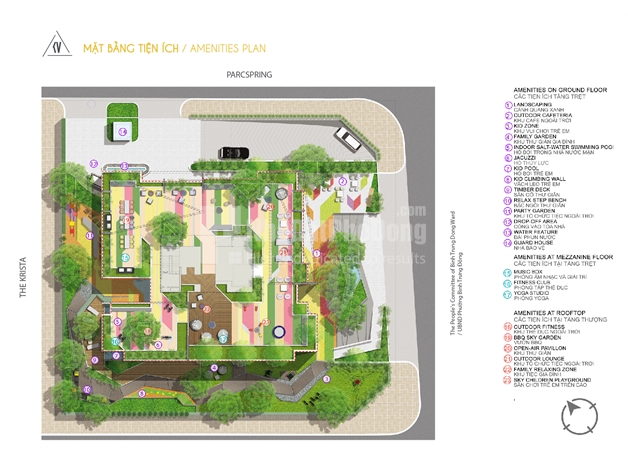 KV
MẶT BẰNG TIỆN ÍCH / AMENITIES PLAN
PARCSPRING
THE KRISTA
The People's Committee of Binh Trung Dong Ward
/ UBND Phường Bình Trưng Đông
.com
results
AMENITIES ON GROUND FLOOR
CÁC TIỆN ÍCH TẦNG TRỆT
1 LANDSCAPING
CẢNH QUANG XANH
2 OUTDOOR CAFETERIA
KHU CAFE NGOÀI TRỜI
3 KID ZONE
KHU VUI CHƠI TRẺ EM
4 FAMILY GARDEN
KHU THƯ GIÃN GIA ĐÌNH
5 INDOOR SALT-WATER SWIMMING POOL
HỒ BƠI TRONG NHÀ NƯỚC MẶN
6 JACUZZI
HỒ THỦY LỰC
7 KID POOL
HỒ BƠI TRẺ EM
8 KID CLIMBING WALL
VÁCH LEO TRẺ EM
9 TIMBER DECK
SÀN GỖ THƯ GIÃN
10 RELAX STEP BENCH
BẬC NGỒI THƯ GIÃN
11 PARTY GARDEN
KHU TỔ CHỨC TIỆC NGOÀI TRỜI
12 DROP-OFF AREA
CỔNG VÀO TÒA NHÀ
13 WATER FEATURE
ĐÀI PHUN NƯỚC
14 GUARD HOUSE
NHÀ BẢO VỆ
AMENITIES AT MEZZANINE FLOOR
CÁC TIỆN ÍCH TẠI TẦNG TRỆT
15 MUSIC BOX
PHÒNG ÂM NHẠC VÀ GIẢI TRÍ
16 FITNESS CLUB
PHÒNG TẬP THỂ DỤC
17 YOGA STUDIO
PHÒNG YOGA
AMENITIES AT ROOFTOP
CÁC TIỆN ÍCH TẠI TẦNG THƯỢNG
18 OUTDOOR FITNESS
KHU THỂ DỤC NGOÀI TRỜI
19 BBQ SKY GARDEN
VƯỜN BBQ
20 OPEN-AIR PAVILION
KHU THƯ GIÃN
21 OUTDOOR LOUNGE
KHU TỔ CHỨC TIỆC NGOÀI TRỜI
22 FAMILY RELAXING ZONE
KHU TIỆC GIA ĐÌNH
23 SKY CHILDREN PLAYGROUND
SÂN CHƠI TRẺ EM TRÊN CAO